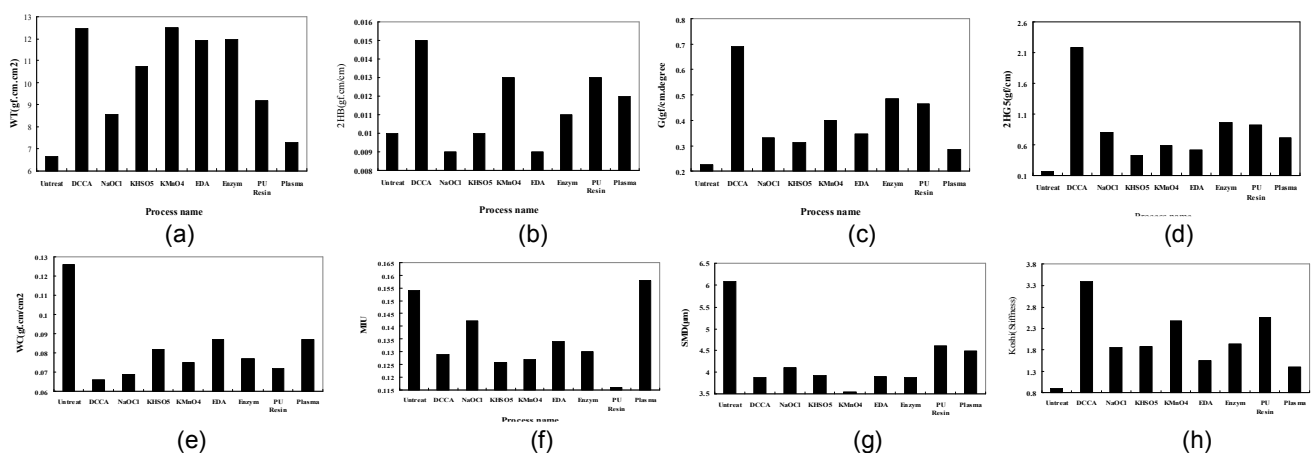 WT(gf.cm.cm2)
13
12
11
10
9
8
7
6
Untreat DCCA NaOCl KHSO5 KMnO4 EDA Enzym PU Resin Plasma
Process name
(a)
2HB(gf.cm/cm)
0.016
0.015
0.013
0.012
0.011
0.01
0.009
0.008
Untreat DCCA NaOCl KHSO5 KMnO4 EDA Enzym PU Resin Plasma
Process name
(b)
G(gf/cm.degree
0.8
0.7
0.6
0.5
0.4
0.3
0.2
Untreat DCCA NaOCl KHSO5 KMnO4 EDA Enzym PU Resin Plasma
Process name
(c)
2HG5(gf/cm)
2.6
2.1
1.6
1.1
0.6
0.1
Untreat DCCA NaOCl KHSO5 KMnO4 EDA Enzym PU Resin Plasma
Process name
(d)
WC(gf.cm/cm2
0.13
0.12
0.11
0.1
0.09
0.08
0.07
0.06
Untreat DCCA NaOCl KHSO5 KMnO4 EDA Enzym PU Resin Plasma
(e)
MIU
0.165
0.16
0.155
0.15
0.145
0.14
0.135
0.13
0.125
0.12
0.115
Untreat DCCA NaOCl KHSO5 KMnO4 EDA Enzym PU Resin Plasma
Process name
(f)
SMD(µm)
6.5
6
5.5
5
4.5
4
3.5
Untreat DCCA NaOCl KHSO5 KMnO4 EDA Enzym PU Resin Plasma
(g)
Koshi(Stiffness)
3.8
3.3
2.8
2.3
1.8
1.3
0.8
Untreat DCCA NaOCl KHSO5 KMnO4 EDA Enzym PU Resin Plasma
(h)